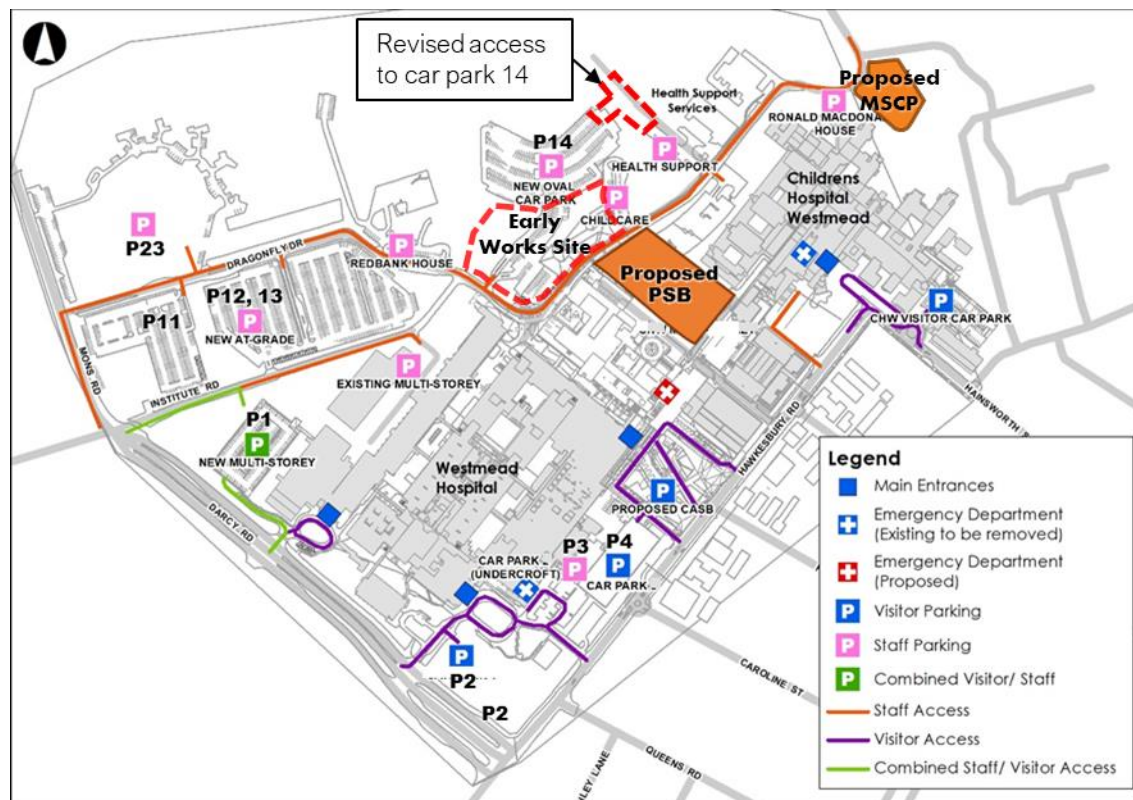 Revised access
to car park 14
Health Support
Services
Proposed
MSCP
P
RONALD MACDONA
HOUSE
P14
P
NEW OVAL
CAR PARK
P
HEALTH SUPPORT
Childrens
Hospital
Westmead
P
CHILDCARE
Early
Works Site
P
P23
DRAGONFLY DR
P
REDBANK HOUSE
Proposed
PSB
P
CHW VISITOR CAR PARK
P12, 13
P
NEW AT-GRADE
P11
MONS RD
INSTITUTE RD
P
EXISTING MULTI-STOREY
HAINSWORTH
HAWKESBURY RD
P1
P
NEW MULTI-STOREY
Westmead
Hospital
P
PROPOSED CASB
DARCY RD
P3
P
P4
P
CAR PARK
CAR PARK
(UNDERCROFT)
P
P2
P2
CAROLINE ST
QUEENS RD
LEY LANE
Legend
Main Entrances
Emergency Department
(Existing to be removed)
Emergency Department
(Proposed)
P
Visitor Parking
P
Staff Parking
P
Combined Visitor/ Staff
Staff Access
Visitor Access
Combined Staff/ Visitor Access